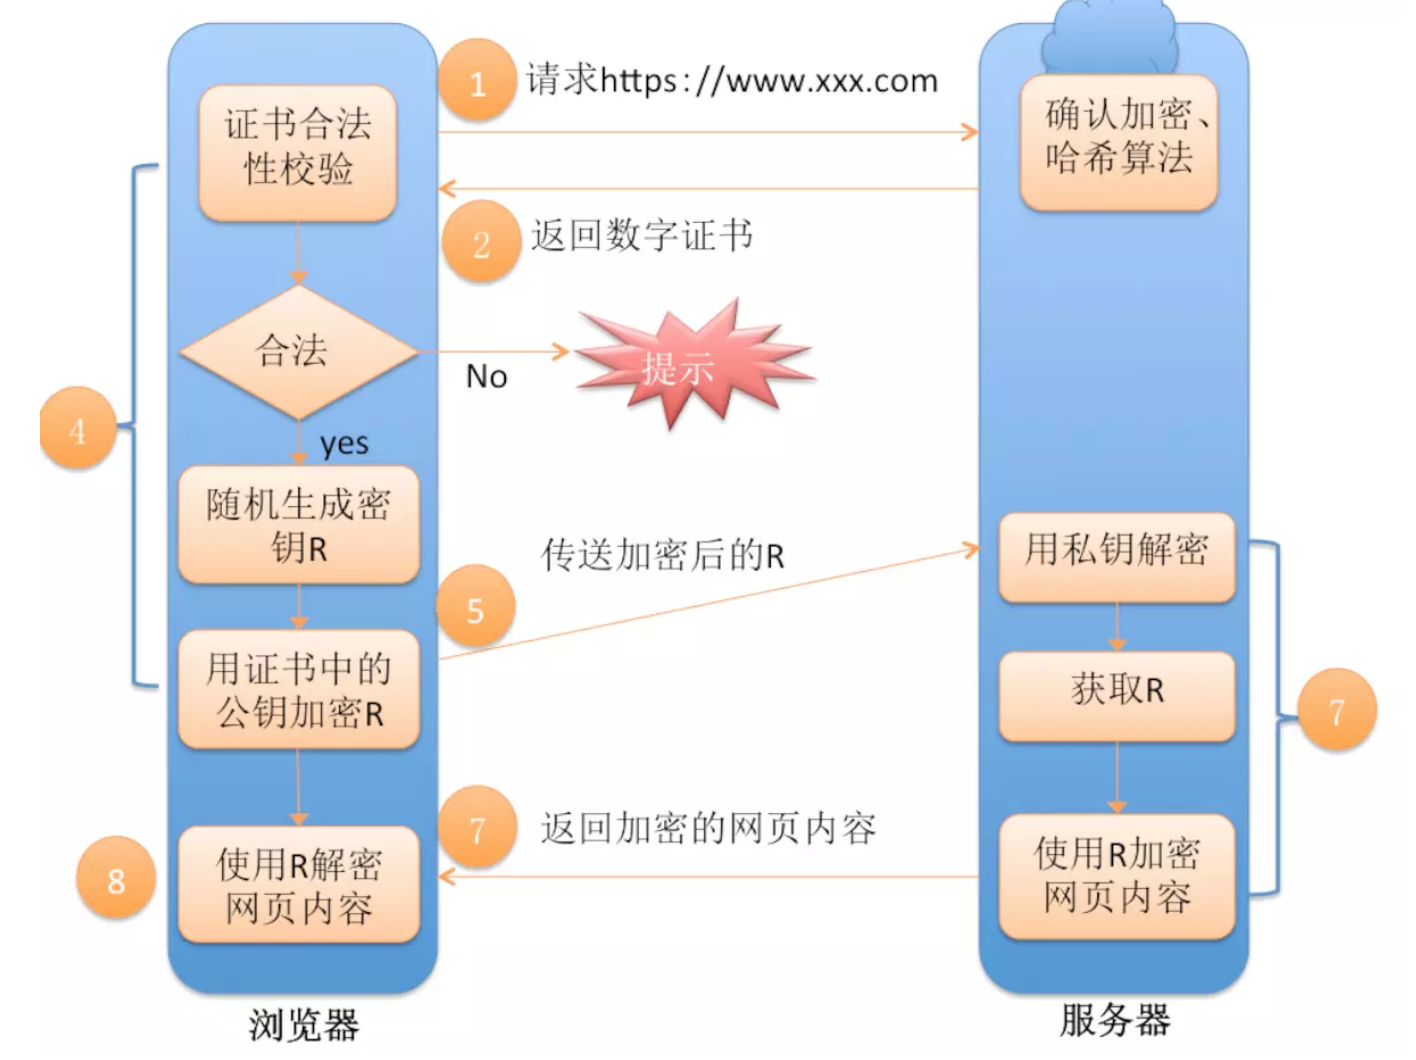 1
请求https://www.xxx.com
证书合法
性校验
确认加密、
哈希算法
2
返回数字证书
合法
No
提示
4
yes
随机生成密
钥R
传送加密后的R
用私钥解密
5
用证书中的
公钥加密R
获取R
7
7
返回加密的网页内容
8
使用R解密
网页内容
使用R加密
网页内容
浏览器
服务器